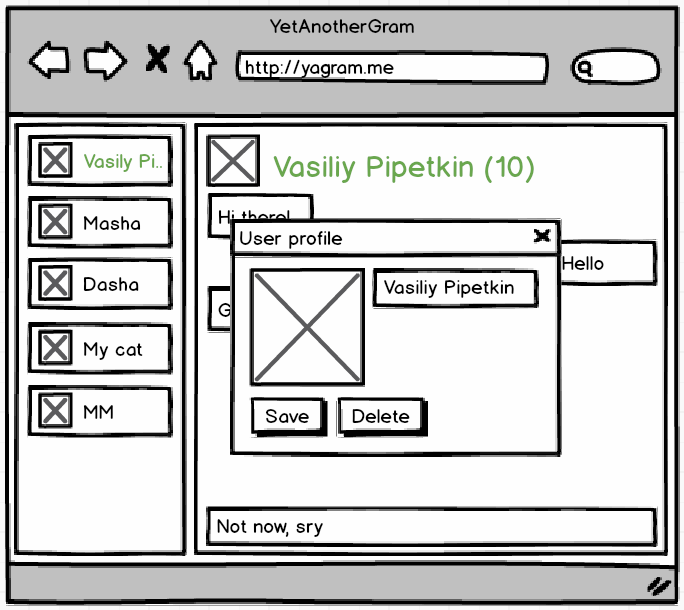 YetAnotherGram
http://yagram.me
Vasily Pi..
Masha
Dasha
My cat
MM
Vasiliy Pipetkin (10)
Hi there!
Hello
G
User profile
Vasiliy Pipetkin
Save
Delete
Not now, sry